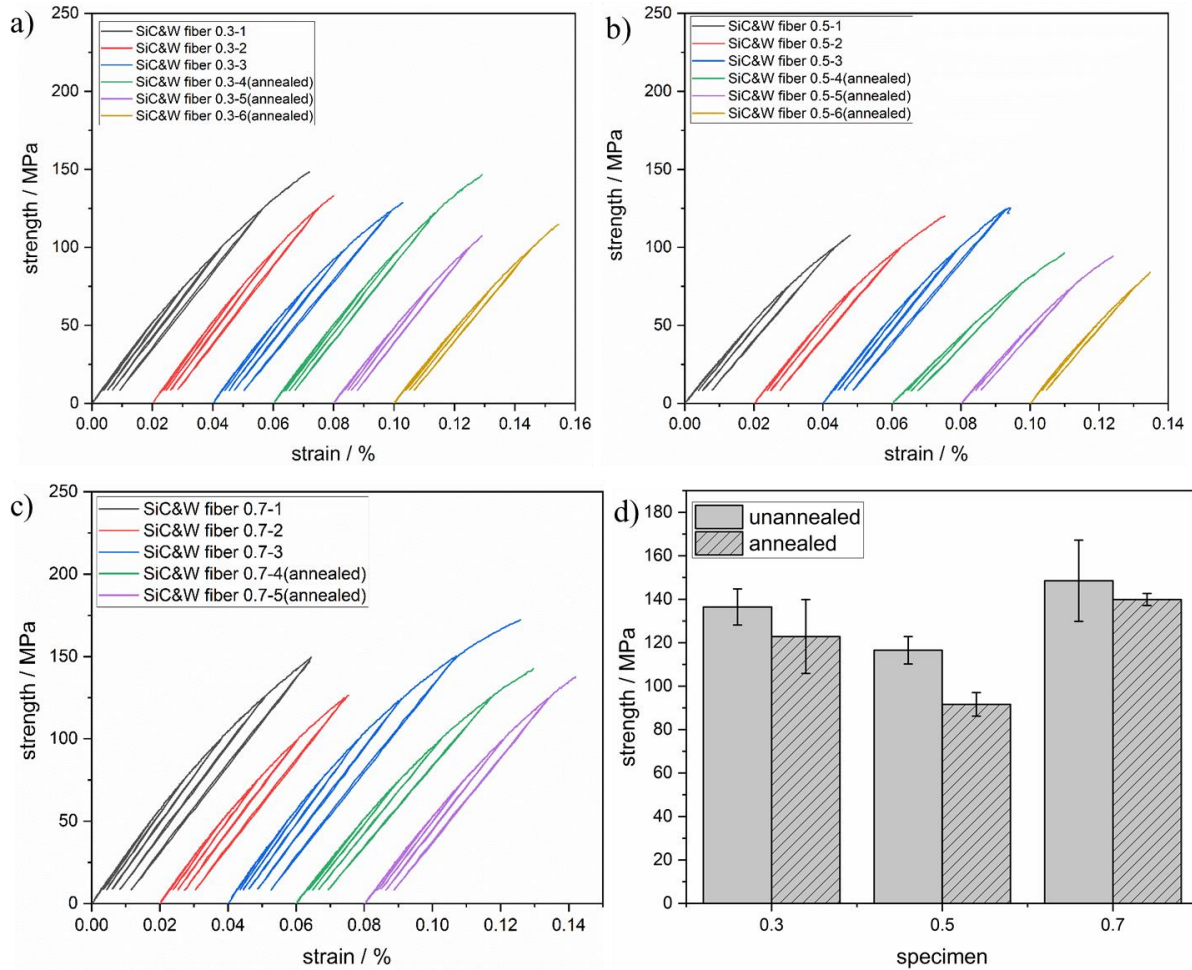 a)
250
200
150
100
50
0
strength / MPa
SiC&W fiber 0.3-1
SiC&W fiber 0.3-2
SiC&W fiber 0.3-3
SiC&W fiber 0.3-4(annealed)
SiC&W fiber 0.3-5(annealed)
SiC&W fiber 0.3-6(annealed)
0.00 0.02 0.04 0.06 0.08 0.10 0.12 0.14 0.16
strain / %
b)
250
200
150
100
50
0
strength / MPa
SiC&W fiber 0.5-1
SiC&W fiber 0.5-2
SiC&W fiber 0.5-3
SiC&W fiber 0.5-4(annealed)
SiC&W fiber 0.5-5(annealed)
SiC&W fiber 0.5-6(annealed)
0.00 0.02 0.04 0.06 0.08 0.10 0.12 0.14
strain / %
c)
250
200
150
100
50
0
strength / MPa
SiC&W fiber 0.7-1
SiC&W fiber 0.7-2
SiC&W fiber 0.7-3
SiC&W fiber 0.7-4(annealed)
SiC&W fiber 0.7-5(annealed)
0.00 0.02 0.04 0.06 0.08 0.10 0.12 0.14
strain / %
d)
180
160
140
120
100
80
60
40
20
0
strength / MPa
unannealed
annealed
0.3 0.5 0.7
specimen